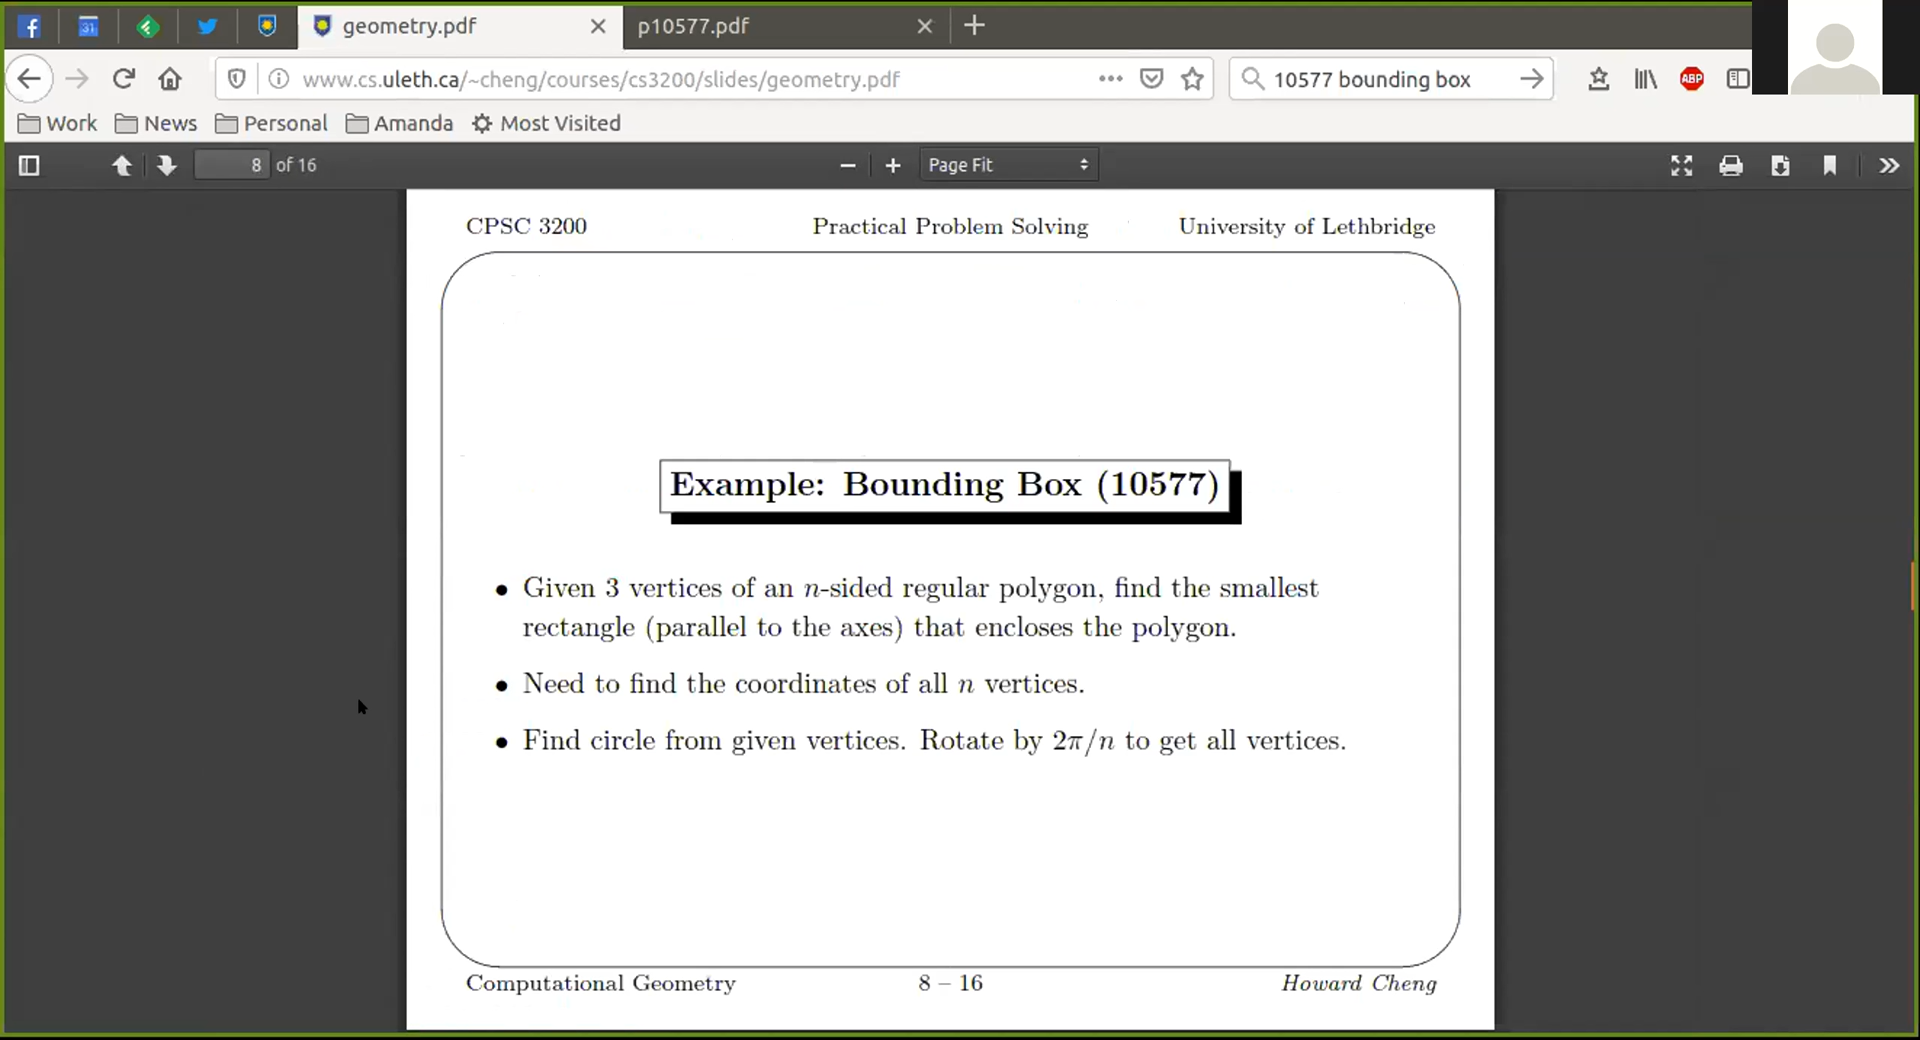 31
geometry.pdf
p10577.pdf
www.cs.uleth.ca/~cheng/courses/cs3200/slides/geometry.pdf
10577 bounding box
ABP
Work
News
Personal
Amanda
Most Visited
8 of 16
Page Fit
CPSC 3200
Practical Problem Solving
University of Lethbridge
Example: Bounding Box (10577)
• Given 3 vertices of an n-sided regular polygon, find the smallest
rectangle (parallel to the axes) that encloses the polygon.
• Need to find the coordinates of all n vertices.
• Find circle from given vertices. Rotate by 2π/n to get all vertices.
Computational Geometry
8 – 16
Howard Cheng